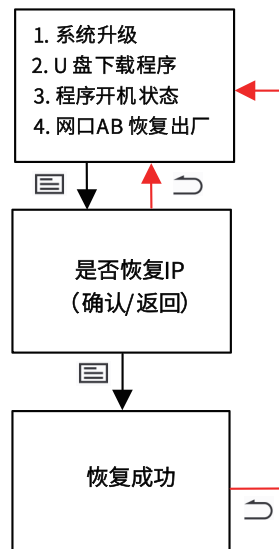 1. 系统升级
2. U 盘下载程序
3. 程序开机状态
4. 网口AB 恢复出厂
是否恢复IP
（确认/返回）
恢复成功